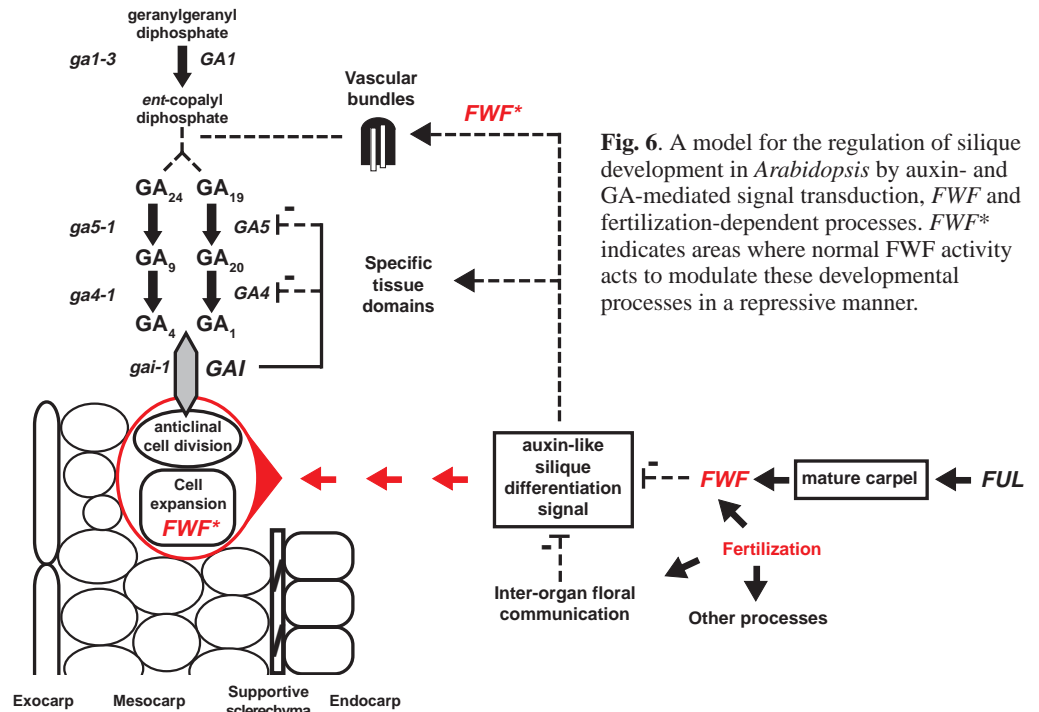 geranylgeranyl
diphosphate
ga1-3
GA1
ent-copalyl
diphosphate
Vascular
bundles
FWF*
GA24 GA19
ga5-1
GA5
-
GA9 GA20
ga4-1
GA4
-
GA4 GA1
gai-1
GAI
Specific
tissue
domains
Fig. 6. A model for the regulation of silique
development in Arabidopsis by auxin- and
GA-mediated signal transduction, FWF and
fertilization-dependent processes. FWF*
indicates areas where normal FWF activity
acts to modulate these developmental
processes in a repressive manner.
anticlinal
cell division
Cell
expansion
FWF*
auxin-like
silique
differentiation
signal
-
FWF
mature carpel
FUL
-
Fertilization
Inter-organ floral
communication
Other processes
Exocarp
Mesocarp
Supportive
sclerechyma
Endocarp